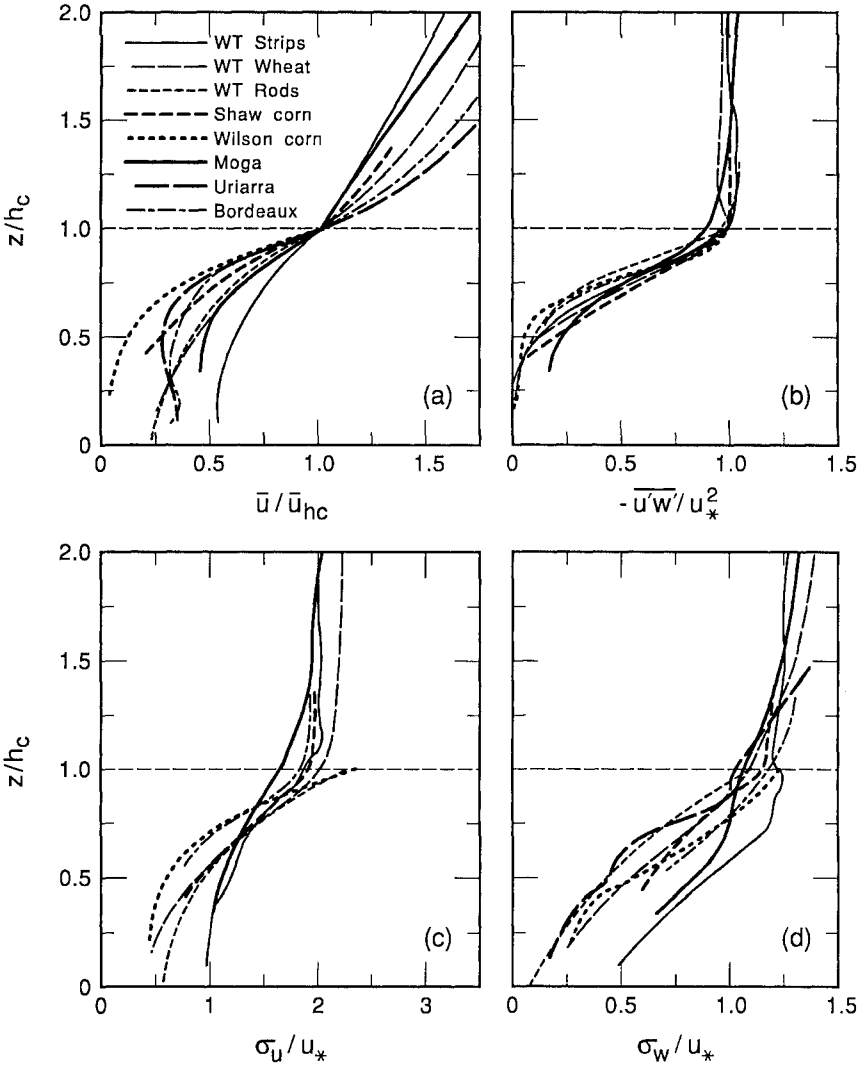 2.0
1.5
1.0
0.5
0
z/h_c
WT Strips
WT Wheat
WT Rods
Shaw corn
Wilson corn
Moga
Uriarra
Bordeaux
(a)
0 0.5 1.0 1.5
ū / ū_hc
(b)
0 0.5 1.0 1.5
- \overline{u'w'} / u_*^2
2.0
1.5
1.0
0.5
0
z/h_c
(c)
0 1 2 3
σ_u / u_*
(d)
0 0.5 1.0 1.5
σ_w / u_*